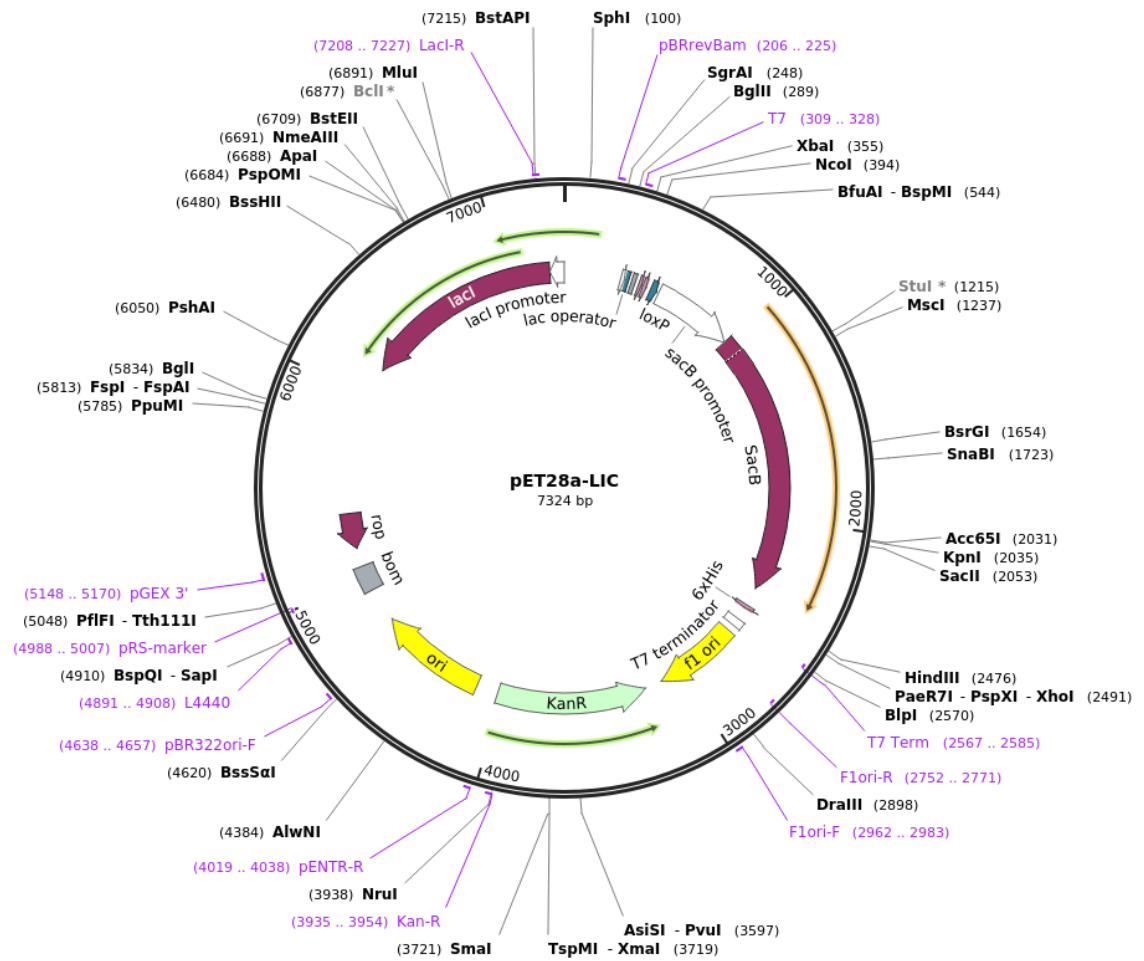 (7215) BstAPI
SphI (100)
(7208 .. 7227) LacI-R
pBRrevBam (206 .. 225)
(6891) MluI
SgrAI (248)
(6877) BclI *
BglII (289)
(6709) BstEII
T7 (309 .. 328)
(6691) NmeAIII
XbaI (355)
(6688) ApaI
NcoI (394)
(6684) PspOMI
BfuAI - BspMI (544)
(6480) BssHII
7000
1000
StuI * (1215)
MscI (1237)
lacI
lacI promoter
lac operator
loxP
(6050) PshAI
sacB promoter
(5834) BglI
(5813) FspI - FspAI
(5785) PpuMI
6000
BsrGI (1654)
SnaBI (1723)
SacB
pET28a-LIC
7324 bp
2000
Acc65I (2031)
KpnI (2035)
SacII (2053)
rop
bom
6xHis
(5148 .. 5170) pGEX 3'
(5048) PflFI - Tth111I
5000
(4988 .. 5007) pRS-marker
T7 terminator
f1 ori
ori
(4910) BspQI - SapI
(4891 .. 4908) L4440
HindIII (2476)
PaeR7I - PspXI - XhoI (2491)
BlpI (2570)
KanR
(4638 .. 4657) pBR322ori-F
3000
T7 Term (2567 .. 2585)
(4620) BssSαI
4000
F1ori-R (2752 .. 2771)
DraIII (2898)
(4384) AlwNI
F1ori-F (2962 .. 2983)
(4019 .. 4038) pENTR-R
(3938) NruI
(3935 .. 3954) Kan-R
AsiSI - PvuI (3597)
(3721) SmaI
TspMI - XmaI (3719)